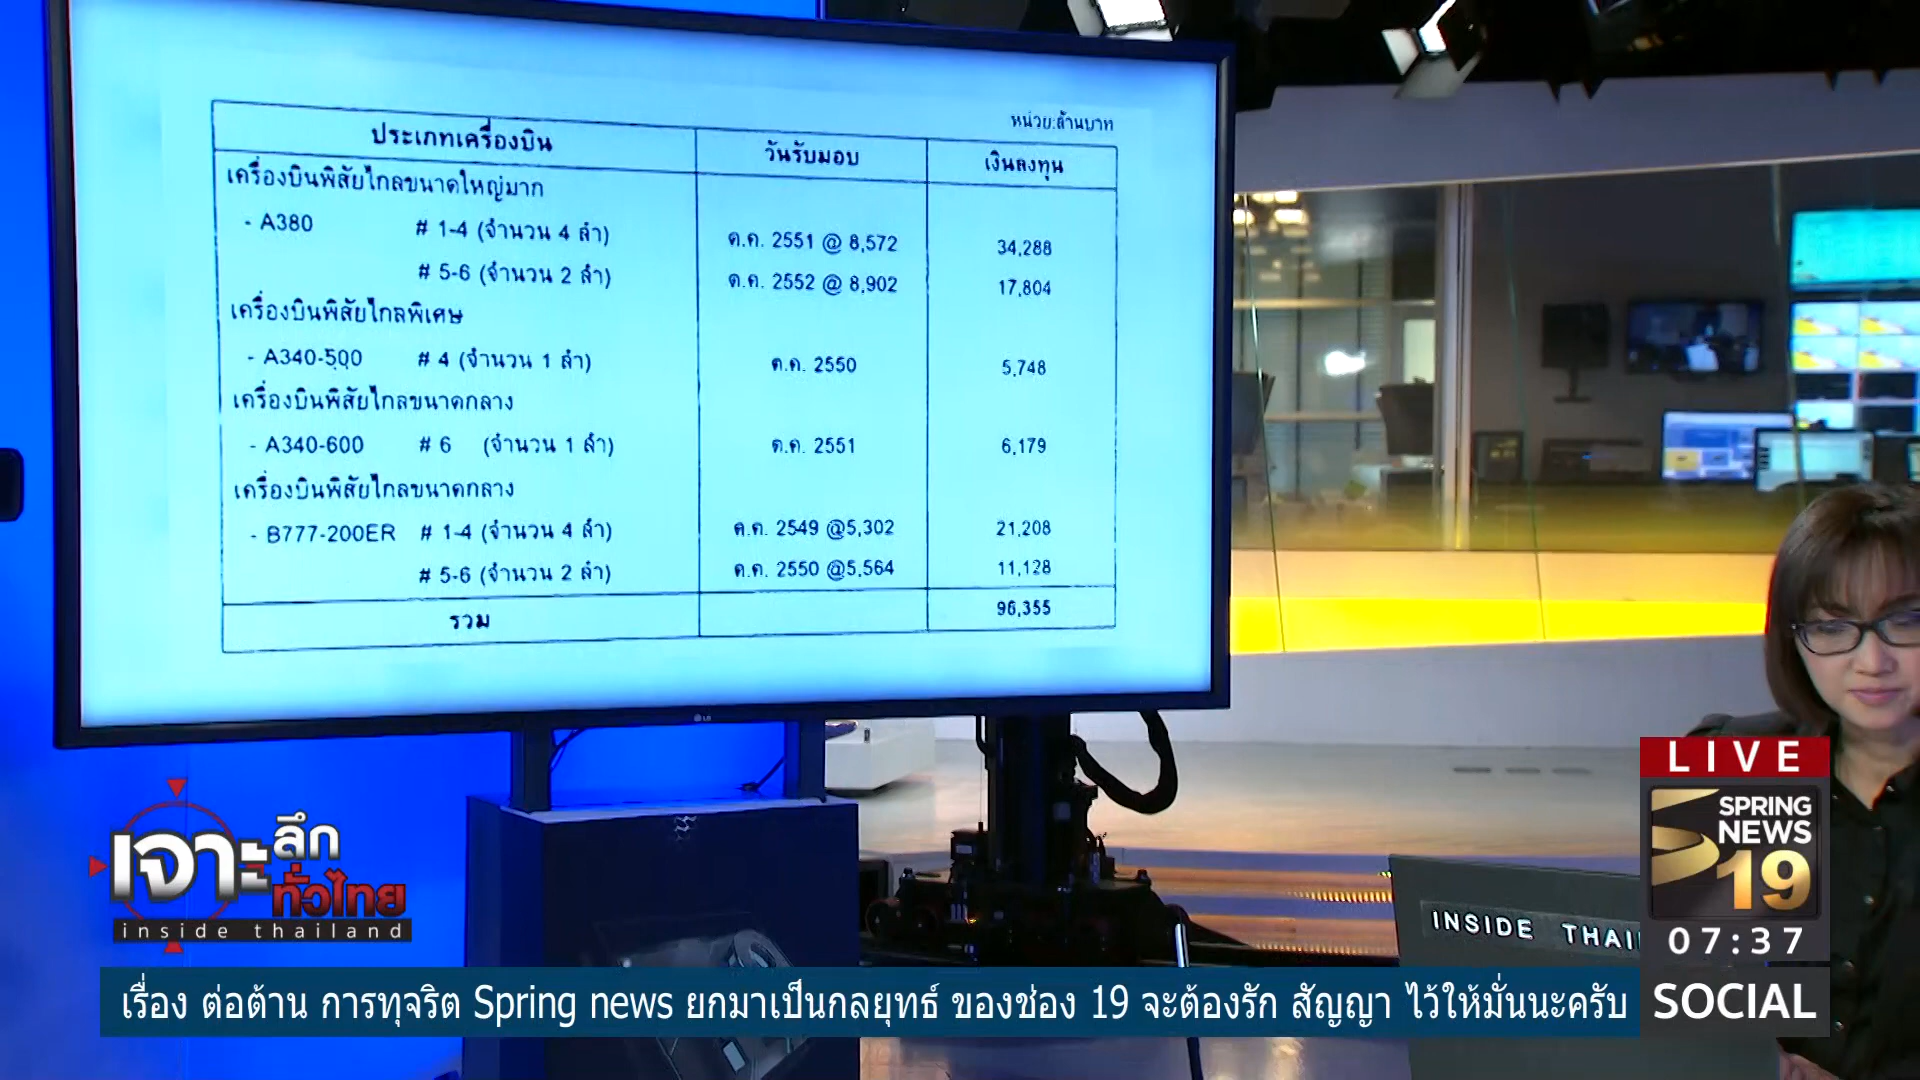 หน่วย:ล้านบาท
ประเภทเครื่องบิน วันรับมอบ เงินลงทุน
เครื่องบินพิสัยไกลขนาดใหญ่มาก
- A380 # 1-4 (จำนวน 4 ลำ) ต.ค. 2551 @ 8,572 34,288
# 5-6 (จำนวน 2 ลำ) ต.ค. 2552 @ 8,902 17,804
เครื่องบินพิสัยไกลพิเศษ
- A340-500 # 4 (จำนวน 1 ลำ) ต.ค. 2550 5,748
เครื่องบินพิสัยไกลขนาดกลาง
- A340-600 # 6 (จำนวน 1 ลำ) ต.ค. 2551 6,179
เครื่องบินพิสัยไกลขนาดกลาง
- B777-200ER # 1-4 (จำนวน 4 ลำ) ต.ค. 2549 @5,302 21,208
# 5-6 (จำนวน 2 ลำ) ต.ค. 2550 @5,564 11,128
รวม 96,355
LG
เจาะลึก
ทั่วไทย
inside thailand
INSIDE THAI
LIVE
SPRING
NEWS
19
07:37
เรื่อง ต่อต้าน การทุจริต Spring news ยกมาเป็นกลยุทธ์ ของช่อง 19 จะต้องรัก สัญญา ไว้ให้มั่นนะครับ
SOCIAL